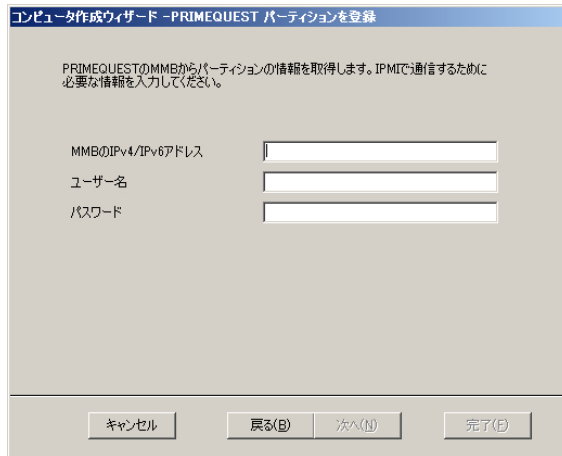 コンピュータ作成ウィザード -PRIMEQUEST パーティションを登録
PRIMEQUESTのMMBからパーティションの情報を取得します。IPMIで通信するために
必要な情報を入力してください。
MMBのIPv4/IPv6アドレス
ユーザー名
パスワード
キャンセル 戻る(B) 次へ(N) 完了(F)